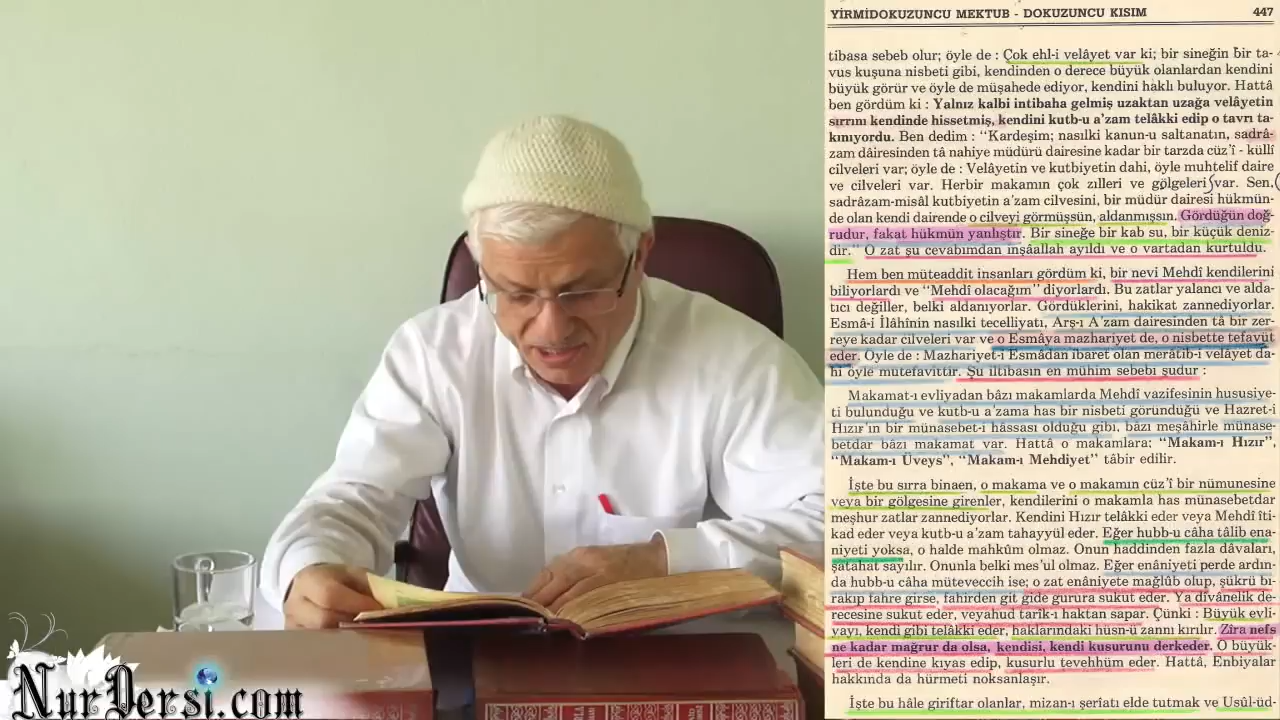 YİRMİDOKUZUNCU MEKTUB - DOKUZUNCU KISIM 447
tibasa sebeb olur; öyle de : Çok ehl-i velâyet var ki; bir sineğin bir ta-
vus kuşuna nisbeti gibi, kendinden o derece büyük olanlardan kendini
büyük görür ve öyle de müşahede ediyor, kendini haklı buluyor. Hattâ
ben gördüm ki : Yalnız kalbi intibaha gelmiş uzaktan uzağa velâyetin
sırrını kendinde hissetmiş, kendini kutb-u a'zam telâkki edip o tavrı ta-
kınıyordu. Ben dedim : "Kardeşim; nasılki kanun-u saltanatın, sadrâ-
zam dâiresinden tâ nahiye müdürü dairesine kadar bir tarzda cüz'î - küllî
cilveleri var; öyle de : Velâyetin ve kutbiyetin dahi, öyle muhtelif daire
ve cilveleri var. Herbir makamın çok zılleri ve gölgeleri var. Sen,
sadrâzam-misâl kutbiyetin a'zam cilvesini, bir müdür dairesi hükmün-
de olan kendi dairende o cilveyi görmüşsün, aldanmışsın. Gördüğün doğ-
rudur, fakat hükmün yanlıştır. Bir sineğe bir kab su, bir küçük deniz-
dir." O zat şu cevâbımdan inşâallah ayıldı ve o vartadan kurtuldu.
Hem ben müteaddit insanları gördüm ki, bir nevi Mehdî kendilerini
biliyorlardı ve "Mehdî olacağım" diyorlardı. Bu zatlar yalancı ve alda-
tıcı değiller, belki aldanıyorlar. Gördüklerini, hakikat zannediyorlar.
Esmâ-i İlâhînin nasılki tecelliyatı, Arş-ı A'zam dairesinden tâ bir zer-
reye kadar cilveleri var ve o Esmâya mazhariyet de, o nisbette tefavüt
eder. Öyle de : Mazhariyet-i Esmâdan ibaret olan merâtib-i velâyet da-
hi öyle mütefavittir. Şu iltibasın en mühim sebebi şudur :
Makamat-ı evliyadan bâzı makamlarda Mehdî vazifesinin hususiye-
ti bulunduğu ve kutb-u a'zama has bir nisbeti göründüğü ve Hazret-i
Hızır'ın bir münasebet-i hâssası olduğu gibi, bâzı meşâhirle münase-
betdar bâzı makamat var. Hattâ o makamlara; "Makam-ı Hızır",
"Makam-ı Üveys", "Makam-ı Mehdiyet" tâbir edilir.
İşte bu sırra binaen, o makama ve o makamın cüz'î bir nümunesine
veya bir gölgesine girenler, kendilerini o makamla has münasebetdar
meşhur zatlar zannediyorlar. Kendini Hızır telâkki eder veya Mehdî îti-
kad eder veya kutb-u a'zam tahayyül eder. Eğer hubb-u câha tâlib ena-
niyeti yoksa, o halde mahkûm olmaz. Onun haddinden fazla dâvaları,
şatahat sayılır. Onunla belki mes'ul olmaz. Eğer enâniyeti perde ardın-
da hubb-u câha müteveccih ise; o zat enâniyete mağlûb olup, şükrü bı-
rakıp fahre girse, fahirden git gide gurura sukut eder. Ya dîvânelik de-
recesine sukut eder, veyahud tarik-ı haktan sapar. Çünki : Büyük evli-
yayı, kendi gibi telâkki eder, haklarındaki hüsn-ü zannı kırılır. Zîra nefs
ne kadar mağrur da olsa, kendisi, kendi kusurunu derkeder. O büyük-
leri de kendine kıyas edip, kusurlu tevehhüm eder. Hattâ, Enbiyalar
hakkında da hürmeti noksanlaşır.
İşte bu hâle giriftar olanlar, mizan-ı şerîatı elde tutmak ve Usûl-üd-
NurDersi.com